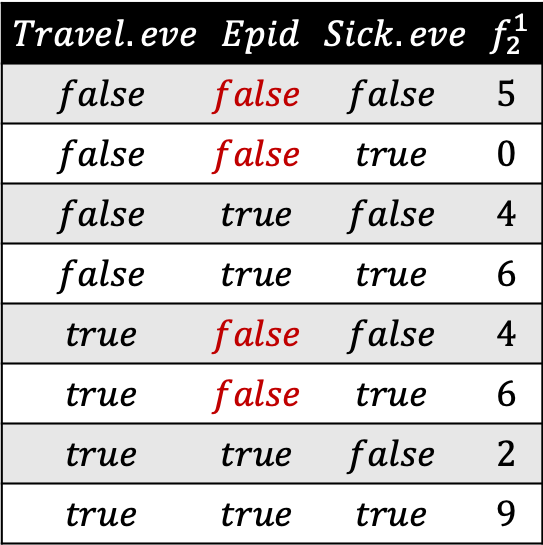 Travel.eve Epid Sick.eve f₂¹
false false false 5
false false true 0
false true false 4
false true true 6
true false false 4
true false true 6
true true false 2
true true true 9